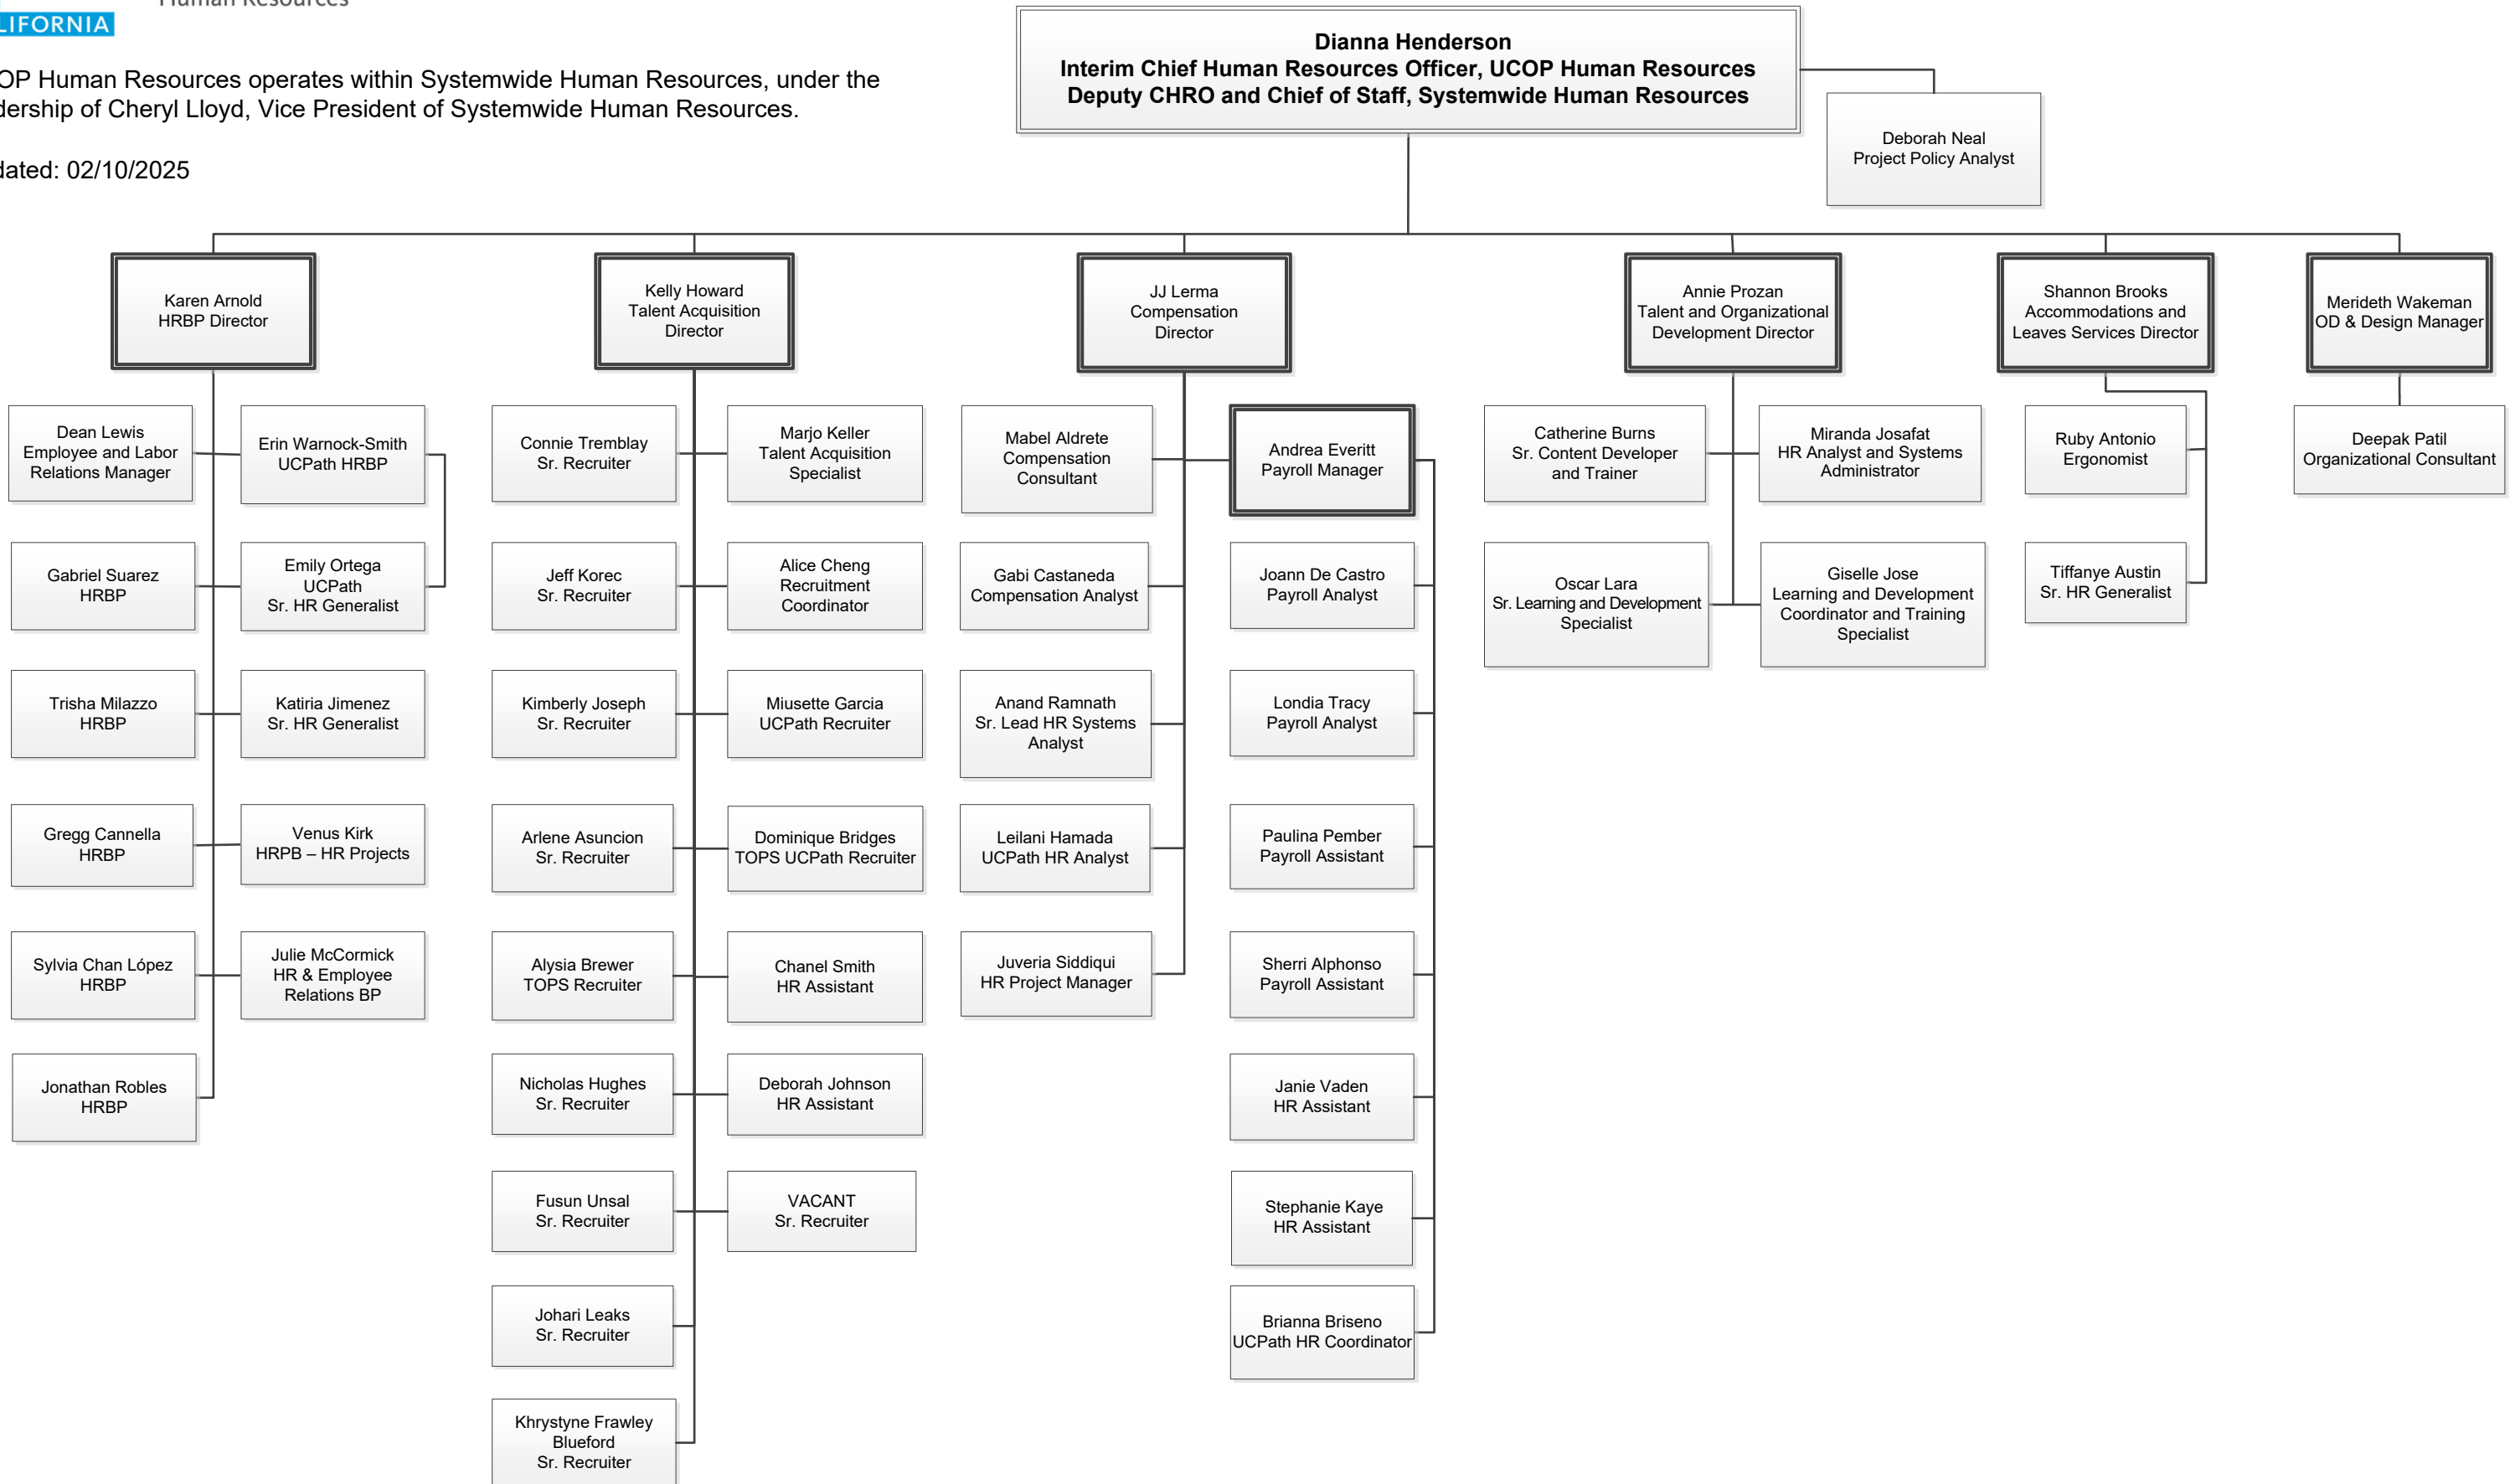 Human Resources
LIFORNIA
OP Human Resources operates within Systemwide Human Resources, under the
dership of Cheryl Lloyd, Vice President of Systemwide Human Resources.
dated: 02/10/2025
Dianna Henderson
Interim Chief Human Resources Officer, UCOP Human Resources
Deputy CHRO and Chief of Staff, Systemwide Human Resources
Deborah Neal
Project Policy Analyst
Karen Arnold
HRBP Director
Kelly Howard
Talent Acquisition
Director
JJ Lerma
Compensation
Director
Annie Prozan
Talent and Organizational
Development Director
Shannon Brooks
Accommodations and
Leaves Services Director
Merideth Wakeman
OD & Design Manager
Dean Lewis
Employee and Labor
Relations Manager
Erin Warnock-Smith
UCPath HRBP
Gabriel Suarez
HRBP
Emily Ortega
UCPath
Sr. HR Generalist
Trisha Milazzo
HRBP
Katiria Jimenez
Sr. HR Generalist
Gregg Cannella
HRBP
Venus Kirk
HRPB – HR Projects
Sylvia Chan López
HRBP
Julie McCormick
HR & Employee
Relations BP
Jonathan Robles
HRBP
Connie Tremblay
Sr. Recruiter
Marjo Keller
Talent Acquisition
Specialist
Jeff Korec
Sr. Recruiter
Alice Cheng
Recruitment
Coordinator
Kimberly Joseph
Sr. Recruiter
Miusette Garcia
UCPath Recruiter
Arlene Asuncion
Sr. Recruiter
Dominique Bridges
TOPS UCPath Recruiter
Alysia Brewer
TOPS Recruiter
Chanel Smith
HR Assistant
Nicholas Hughes
Sr. Recruiter
Deborah Johnson
HR Assistant
Fusun Unsal
Sr. Recruiter
VACANT
Sr. Recruiter
Johari Leaks
Sr. Recruiter
Khrystyne Frawley
Blueford
Sr. Recruiter
Mabel Aldrete
Compensation
Consultant
Andrea Everitt
Payroll Manager
Gabi Castaneda
Compensation Analyst
Joann De Castro
Payroll Analyst
Anand Ramnath
Sr. Lead HR Systems
Analyst
Londia Tracy
Payroll Analyst
Leilani Hamada
UCPath HR Analyst
Paulina Pember
Payroll Assistant
Juveria Siddiqui
HR Project Manager
Sherri Alphonso
Payroll Assistant
Janie Vaden
HR Assistant
Stephanie Kaye
HR Assistant
Brianna Briseno
UCPath HR Coordinator
Catherine Burns
Sr. Content Developer
and Trainer
Miranda Josafat
HR Analyst and Systems
Administrator
Oscar Lara
Sr. Learning and Development
Specialist
Giselle Jose
Learning and Development
Coordinator and Training
Specialist
Ruby Antonio
Ergonomist
Tiffanye Austin
Sr. HR Generalist
Deepak Patil
Organizational Consultant